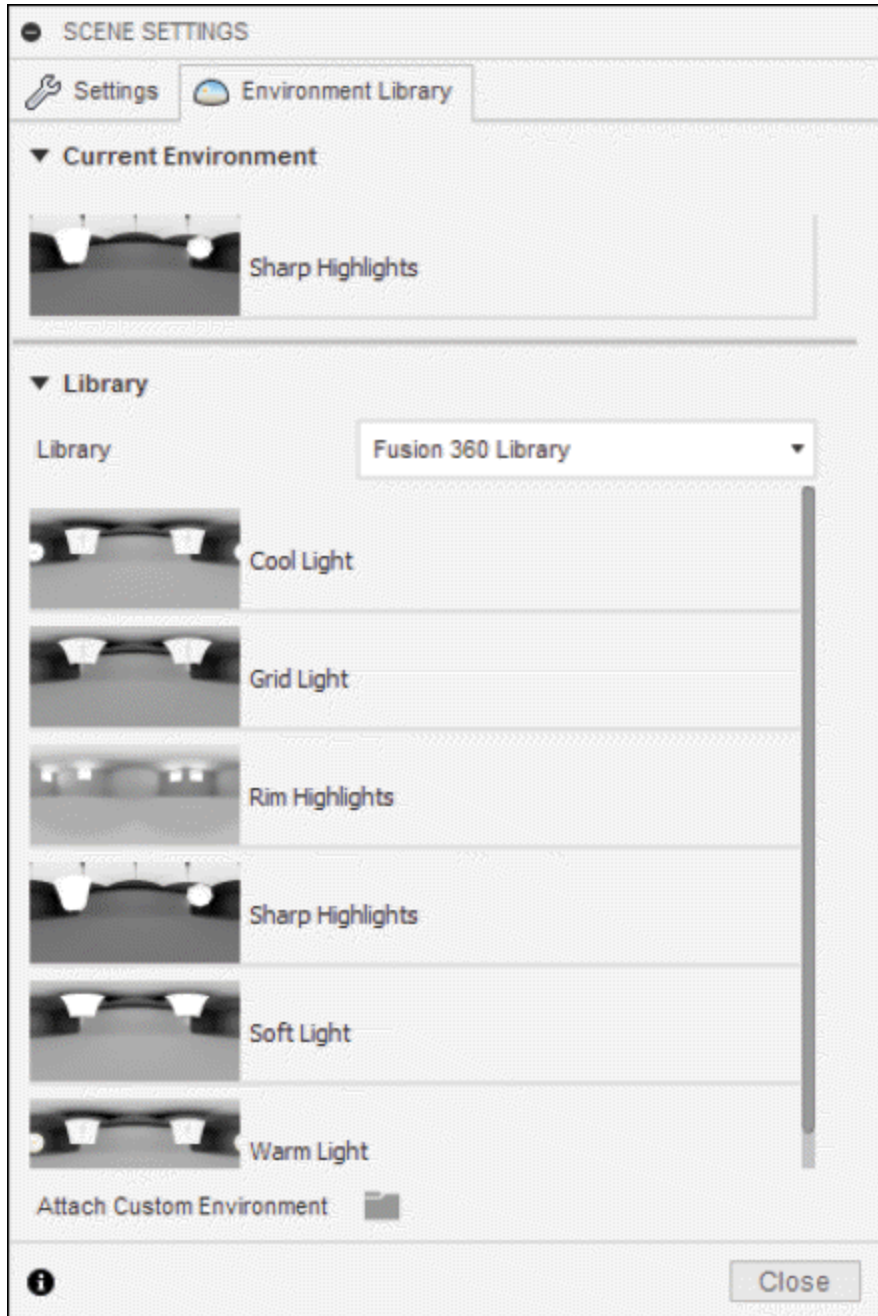 SCENE SETTINGS
Settings
Environment Library
Current Environment
Sharp Highlights
Library
Library
Fusion 360 Library
Cool Light
Grid Light
Rim Highlights
Sharp Highlights
Soft Light
Warm Light
Attach Custom Environment
Close